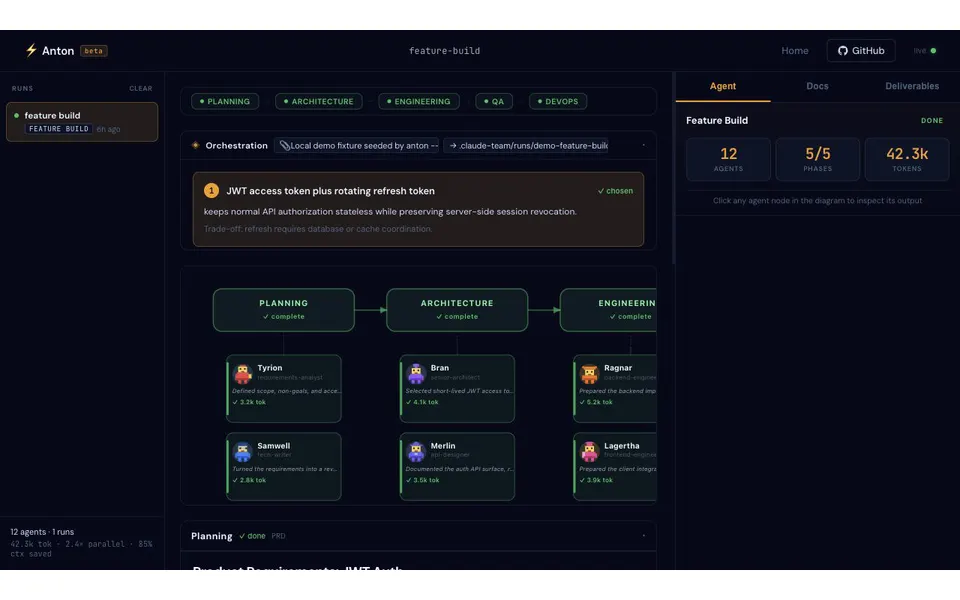 Anton beta
feature-build
Home
GitHub
live
RUNS
CLEAR
feature build
FEATURE BUILD 6h ago
12 agents · 1 runs
42.3k tok · 2.4× parallel · 85%
ctx saved
PLANNING
ARCHITECTURE
ENGINEERING
QA
DEVOPS
Orchestration
Local demo fixture seeded by anton --
→ .claude-team/runs/demo-feature-build
1 JWT access token plus rotating refresh token
✓ chosen
keeps normal API authorization stateless while preserving server-side session revocation.
Trade-off: refresh requires database or cache coordination.
PLANNING
✓ complete
ARCHITECTURE
✓ complete
ENGINEERIN
✓ complete
Tyrion
requirements-analyst
Defined scope, non-goals, and acce...
✓ 3.2k tok
Bran
senior-architect
Selected short-lived JWT access to...
✓ 4.1k tok
Ragnar
backend-enginee
Prepared the backend imp
✓ 5.2k tok
Samwell
tech-writer
Turned the requirements into a rev...
✓ 2.8k tok
Merlin
api-designer
Documented the auth API surface, r...
✓ 3.5k tok
Lagertha
frontend-enginee
Prepared the client integra
✓ 3.9k tok
Planning ✓ done PRD
Product Requirements: JWT Auth
Agent
Docs
Deliverables
Feature Build
DONE
12
AGENTS
5/5
PHASES
42.3k
TOKENS
Click any agent node in the diagram to inspect its output